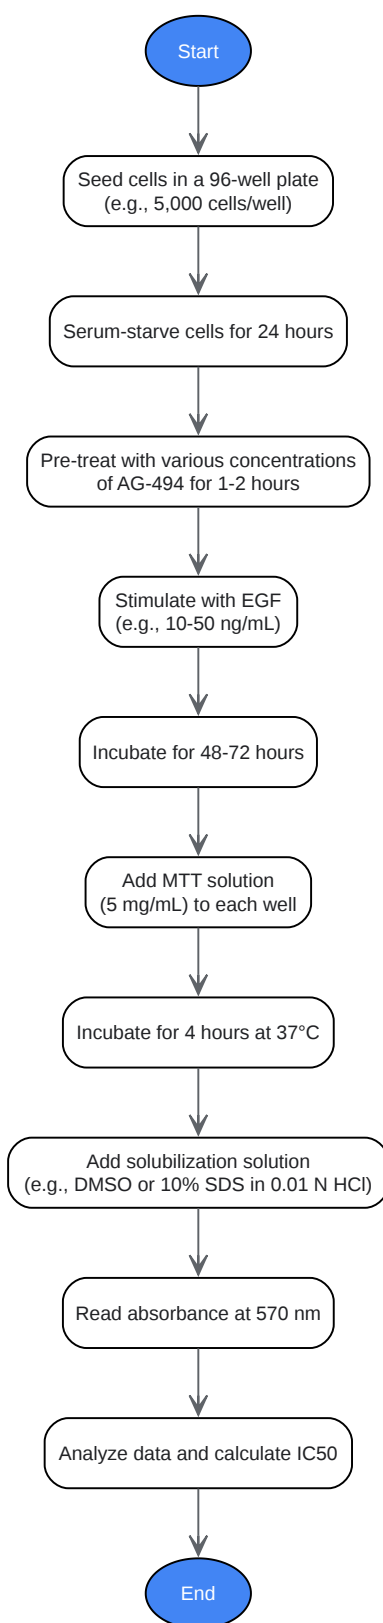 Start
Seed cells in a 96-well plate
(e.g., 5,000 cells/well)
Serum-starve cells for 24 hours
Pre-treat with various concentrations
of AG-494 for 1-2 hours
Stimulate with EGF
(e.g., 10-50 ng/mL)
Incubate for 48-72 hours
Add MTT solution
(5 mg/mL) to each well
Incubate for 4 hours at 37°C
Add solubilization solution
(e.g., DMSO or 10% SDS in 0.01 N HCl)
Read absorbance at 570 nm
Analyze data and calculate IC50
End